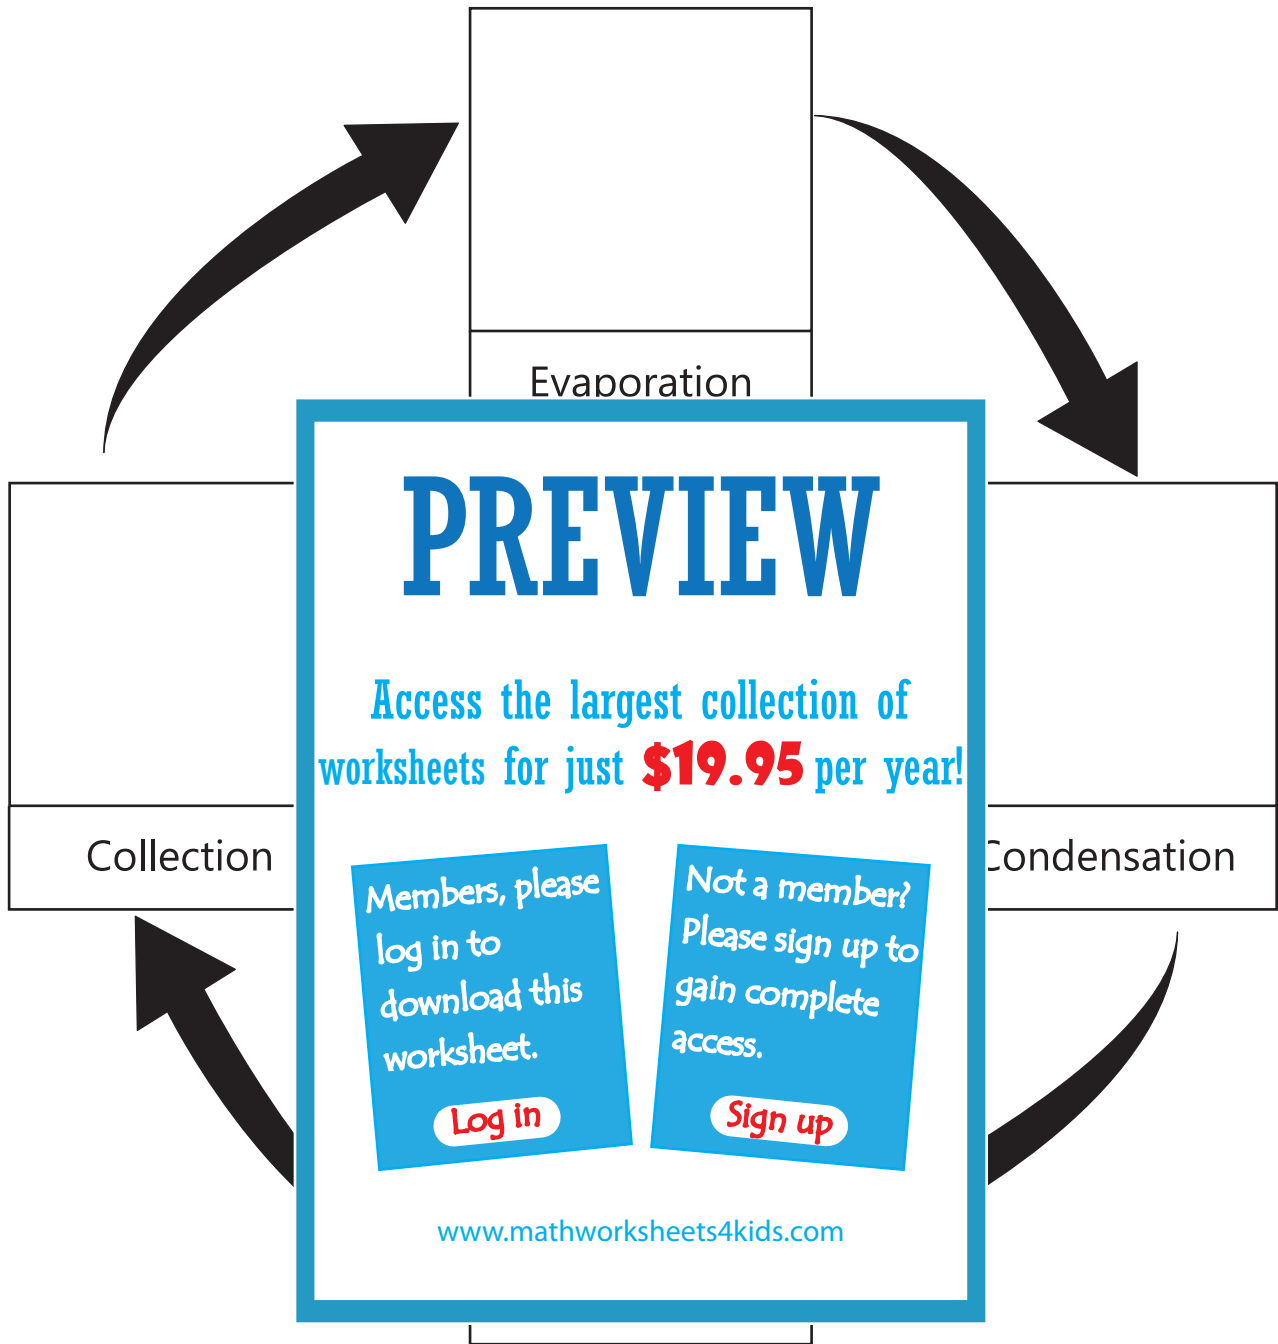 Evaporation
PREVIEW
Access the largest collection of
worksheets for just $19.95 per year!
Collection
Condensation
Members, please
log in to
download this
worksheet.
Log in
Not a member?
Please sign up to
gain complete
access.
Sign up
www.mathworksheets4kids.com